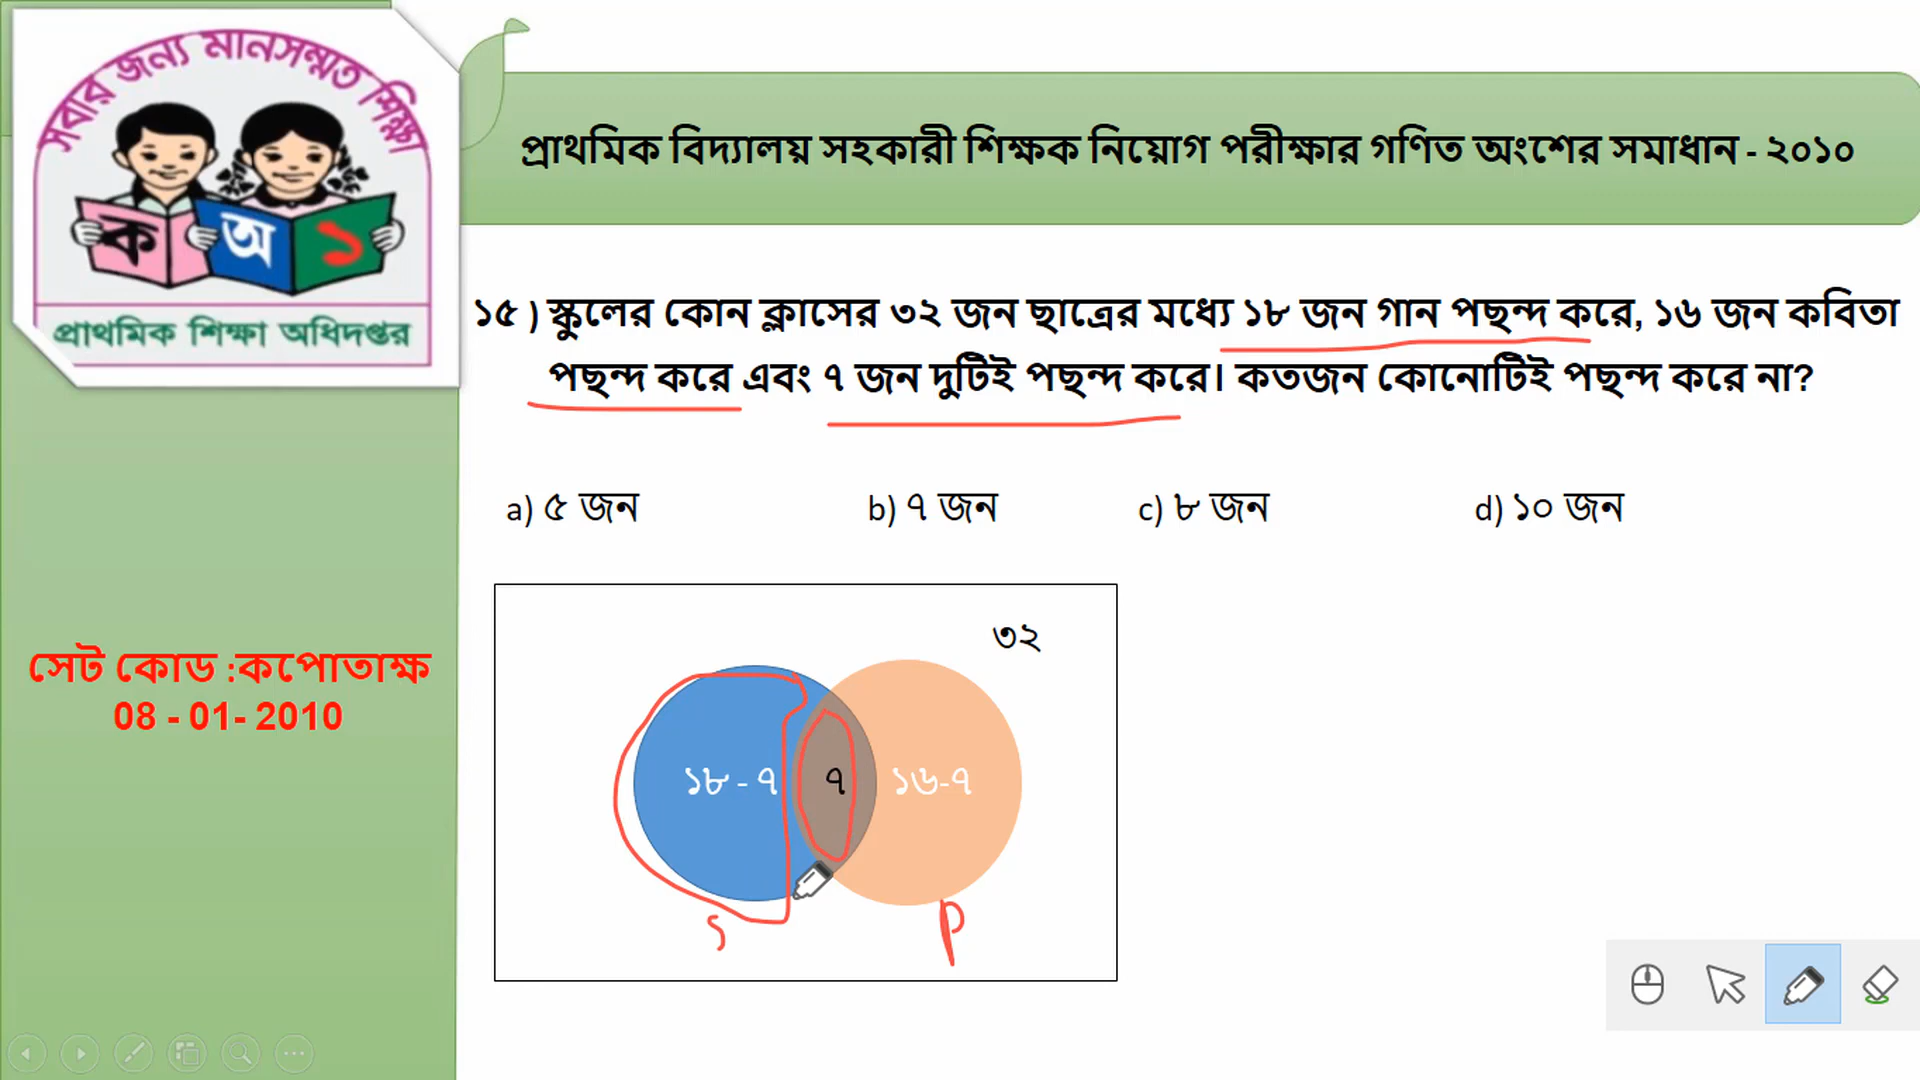 সবার জন্য মানসম্মত শিক্ষা
ক অ ১
প্রাথমিক শিক্ষা অধিদপ্তর
প্রাথমিক বিদ্যালয় সহকারী শিক্ষক নিয়োগ পরীক্ষার গণিত অংশের সমাধান - ২০১০
১৫ ) স্কুলের কোন ক্লাসের ৩২ জন ছাত্রের মধ্যে ১৮ জন গান পছন্দ করে, ১৬ জন কবিতা
পছন্দ করে এবং ৭ জন দুটিই পছন্দ করে। কতজন কোনোটিই পছন্দ করে না?
a) ৫ জন b) ৭ জন c) ৮ জন d) ১০ জন
সেট কোড :কপোতাক্ষ
08 - 01- 2010
৩২
১৮ - ৭ ৭ ১৬-৭
s P